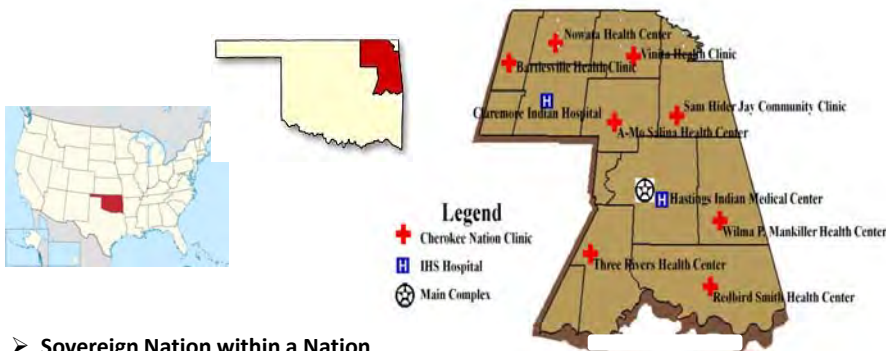 Nowata Health Center
Vinita Health Clinic
Bartlesville Health Clinic
Claremore Indian Hospital
Sam Hider Jay Community Clinic
A-Mo Salina Health Center
Hastings Indian Medical Center
Wilma P. Mankiller Health Center
Three Rivers Health Center
Redbird Smith Health Center
Legend
Cherokee Nation Clinic
H IHS Hospital
Main Complex
H
H
➢ Sovereign Nation within a Nation